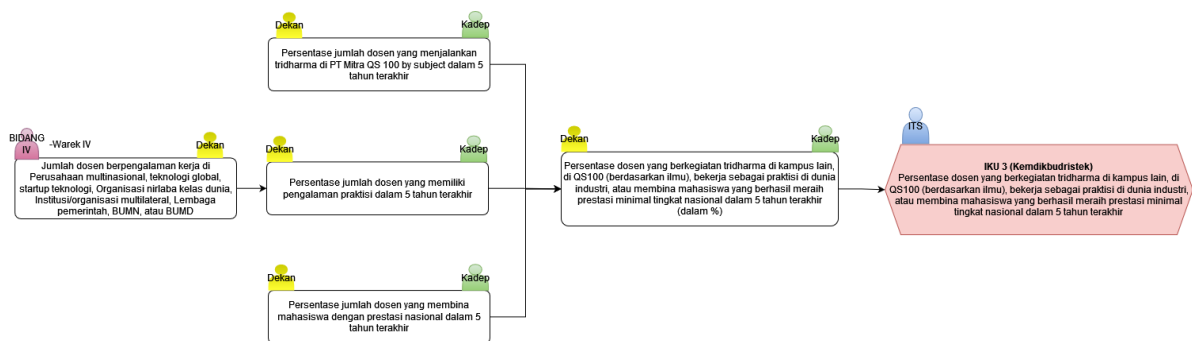 Dekan
Kadep
Persentase jumlah dosen yang menjalankan
tridharma di PT Mitra QS 100 by subject dalam 5
tahun terakhir
BIDANG
IV
-Warek IV
Dekan
Jumlah dosen berpengalaman kerja di
Perusahaan multinasional, teknologi global,
startup teknologi, Organisasi nirlaba kelas dunia,
Institusi/organisasi multilateral, Lembaga
pemerintah, BUMN, atau BUMD
Dekan
Kadep
Persentase jumlah dosen yang memiliki
pengalaman praktisi dalam 5 tahun terakhir
Dekan
Kadep
Persentase jumlah dosen yang membina
mahasiswa dengan prestasi nasional dalam 5
tahun terakhir
Dekan
Kadep
Persentase dosen yang berkegiatan tridharma di kampus lain,
di QS100 (berdasarkan ilmu), bekerja sebagai praktisi di dunia
industri, atau membina mahasiswa yang berhasil meraih
prestasi minimal tingkat nasional dalam 5 tahun terakhir
(dalam %)
ITS
IKU 3 (Kemdikbudristek)
Persentase dosen yang berkegiatan tridharma di kampus lain, di
QS100 (berdasarkan ilmu), bekerja sebagai praktisi di dunia industri,
atau membina mahasiswa yang berhasil meraih prestasi minimal
tingkat nasional dalam 5 tahun terakhir